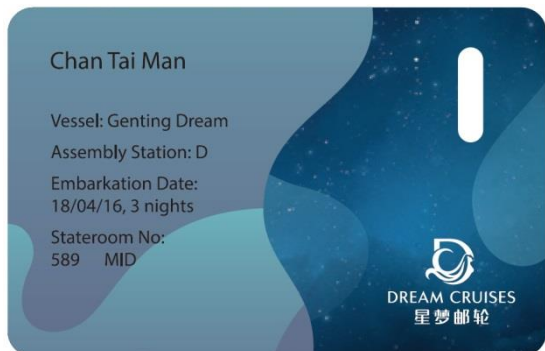 Chan Tai Man
Vessel: Genting Dream
Assembly Station: D
Embarkation Date:
18/04/16, 3 nights
Stateroom No:
589 MID
DREAM CRUISES
星梦邮轮